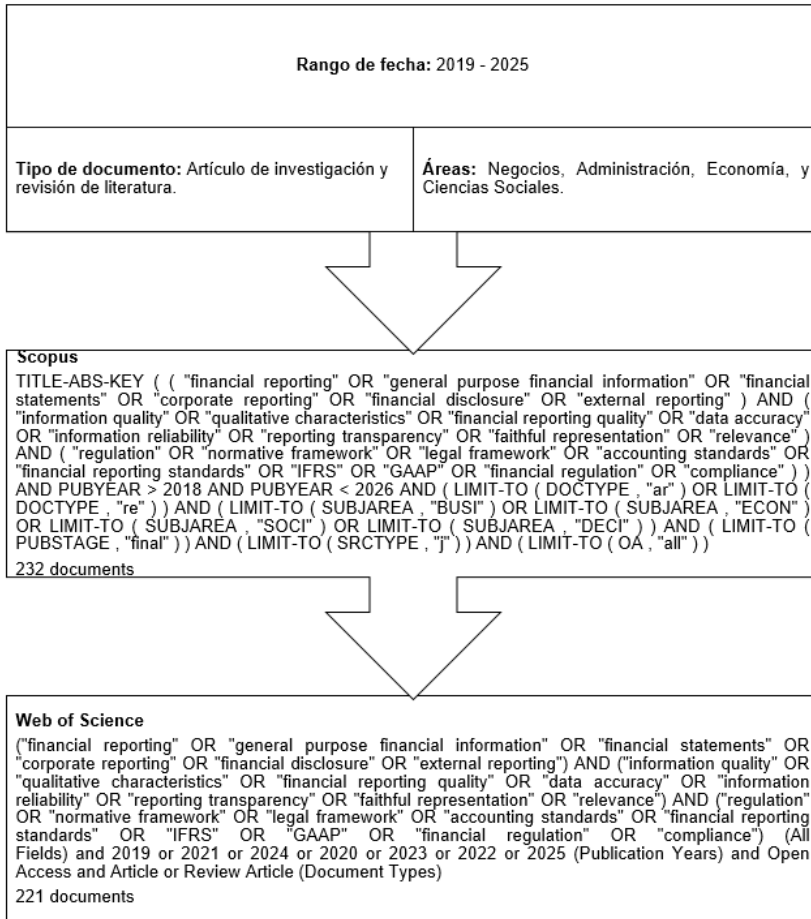 Rango de fecha: 2019 - 2025
Tipo de documento: Artículo de investigación y
revisión de literatura.
Áreas: Negocios, Administración, Economía, y
Ciencias Sociales.
Scopus
TITLE-ABS-KEY ( ( "financial reporting" OR "general purpose financial information" OR "financial
statements" OR "corporate reporting" OR "financial disclosure" OR "external reporting" ) AND (
"information quality" OR "qualitative characteristics" OR "financial reporting quality" OR "data accuracy"
OR "information reliability" OR "reporting transparency" OR "faithful representation" OR "relevance" )
AND ( "regulation" OR "normative framework" OR "legal framework" OR "accounting standards" OR
"financial reporting standards" OR "IFRS" OR "GAAP" OR "financial regulation" OR "compliance" ) )
AND PUBYEAR > 2018 AND PUBYEAR < 2026 AND ( LIMIT-TO ( DOCTYPE , "ar" ) OR LIMIT-TO (
DOCTYPE , "re" ) ) AND ( LIMIT-TO ( SUBJAREA , "BUSI" ) OR LIMIT-TO ( SUBJAREA , "ECON" )
OR LIMIT-TO ( SUBJAREA , "SOCI" ) OR LIMIT-TO ( SUBJAREA , "DECI" ) ) AND ( LIMIT-TO (
PUBSTAGE , "final" ) ) AND ( LIMIT-TO ( SRCTYPE , "j" ) ) AND ( LIMIT-TO ( OA , "all" ) )
232 documents
Web of Science
("financial reporting" OR "general purpose financial information" OR "financial statements" OR
"corporate reporting" OR "financial disclosure" OR "external reporting") AND ("information quality" OR
"qualitative characteristics" OR "financial reporting quality" OR "data accuracy" OR "information
reliability" OR "reporting transparency" OR "faithful representation" OR "relevance") AND ("regulation"
OR "normative framework" OR "legal framework" OR "accounting standards" OR "financial reporting
standards" OR "IFRS" OR "GAAP" OR "financial regulation" OR "compliance") (All
Fields) and 2019 or 2021 or 2024 or 2020 or 2023 or 2022 or 2025 (Publication Years) and Open
Access and Article or Review Article (Document Types)
221 documents